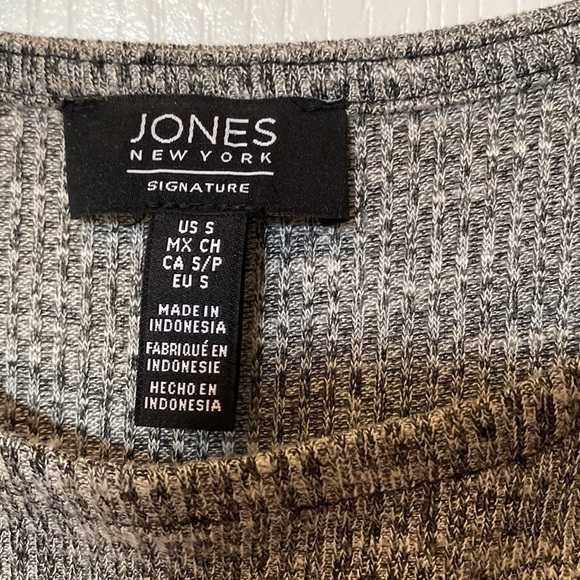 JONES
NEW YORK
SIGNATURE
US S
MX CH
CA S/P
EU S
MADE IN
INDONESIA
FABRIQUÉ EN
INDONESIE
HECHO EN
INDONESIA